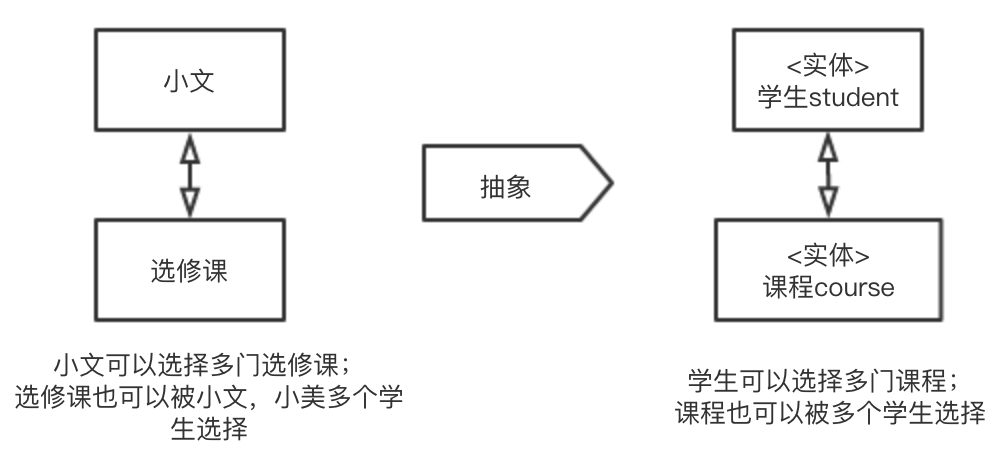 小文
选修课
小文可以选择多门选修课；
选修课也可以被小文，小美多个学
生选择
抽象
<实体>
学生student
<实体>
课程course
学生可以选择多门课程；
课程也可以被多个学生选择